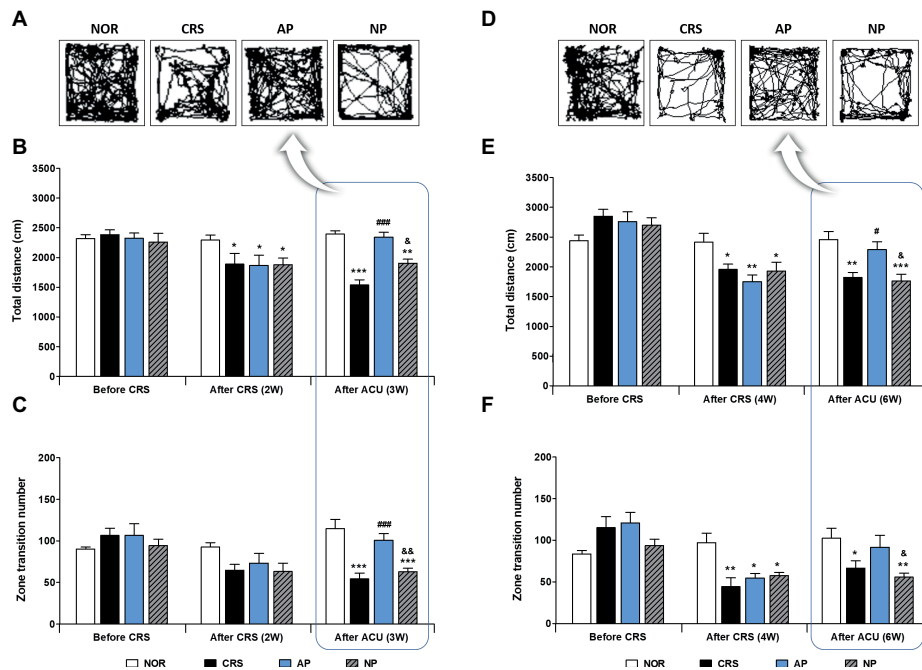 A
NOR CRS AP NP
B
Total distance (cm)
3500
3000
2500
2000
1500
1000
500
0
* * *
*** ### & **
Before CRS After CRS (2W) After ACU (3W)
C
Zone transition number
200
150
100
50
0
*** ### && ***
Before CRS After CRS (2W) After ACU (3W)
NOR CRS AP NP
D
NOR CRS AP NP
E
Total distance (cm)
3500
3000
2500
2000
1500
1000
500
0
* ** *
** # & ***
Before CRS After CRS (4W) After ACU (6W)
F
Zone transition number
200
150
100
50
0
** * *
* & **
Before CRS After CRS (4W) After ACU (6W)
NOR CRS AP NP